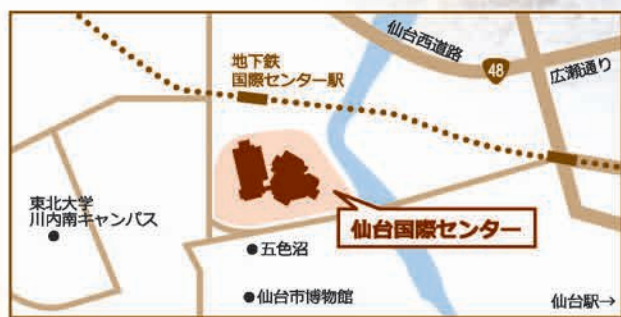 仙台西道路
48
広瀬通り
地下鉄
国際センター駅
東北大学
川内南キャンパス
仙台国際センター
五色沼
仙台市博物館
仙台駅→